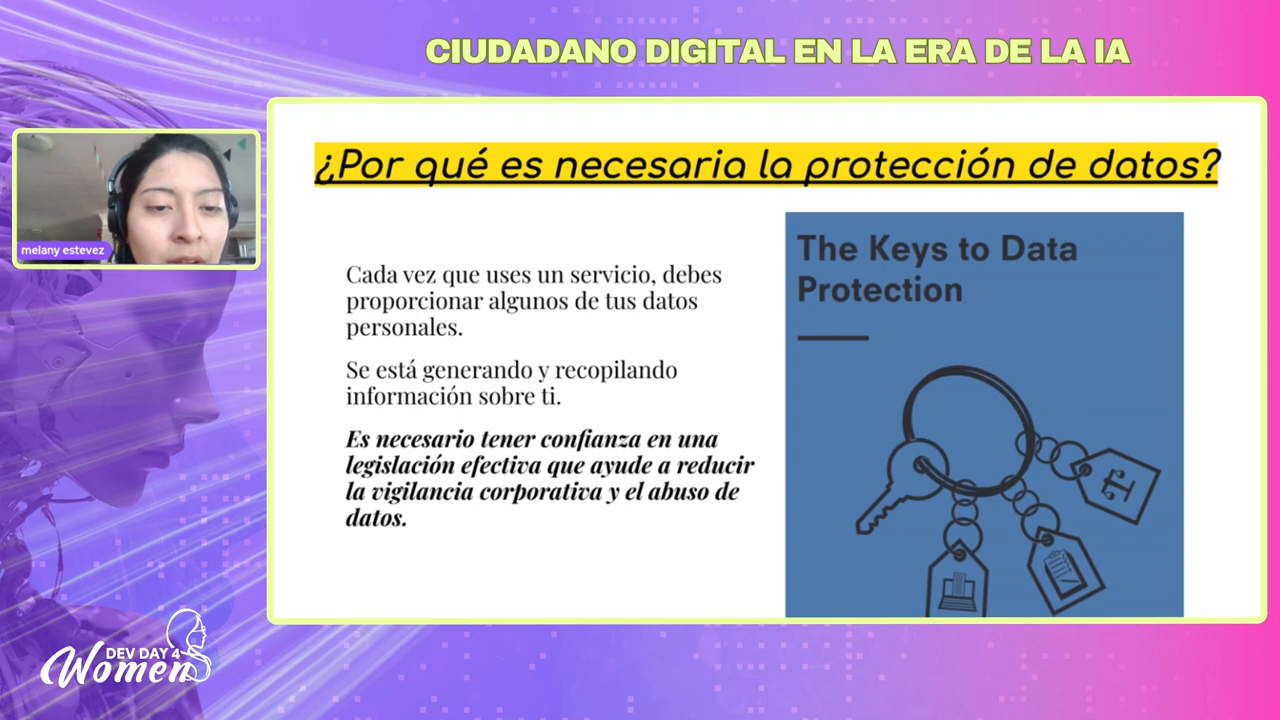 CIUDADANO DIGITAL EN LA ERA DE LA IA
¿Por qué es necesaria la protección de datos?
melany estevez
Cada vez que uses un servicio, debes
proporcionar algunos de tus datos
personales.
Se está generando y recopilando
información sobre ti.
Es necesario tener confianza en una
legislación efectiva que ayude a reducir
la vigilancia corporativa y el abuso de
datos.
The Keys to Data
Protection
DEV DAY 4
Women